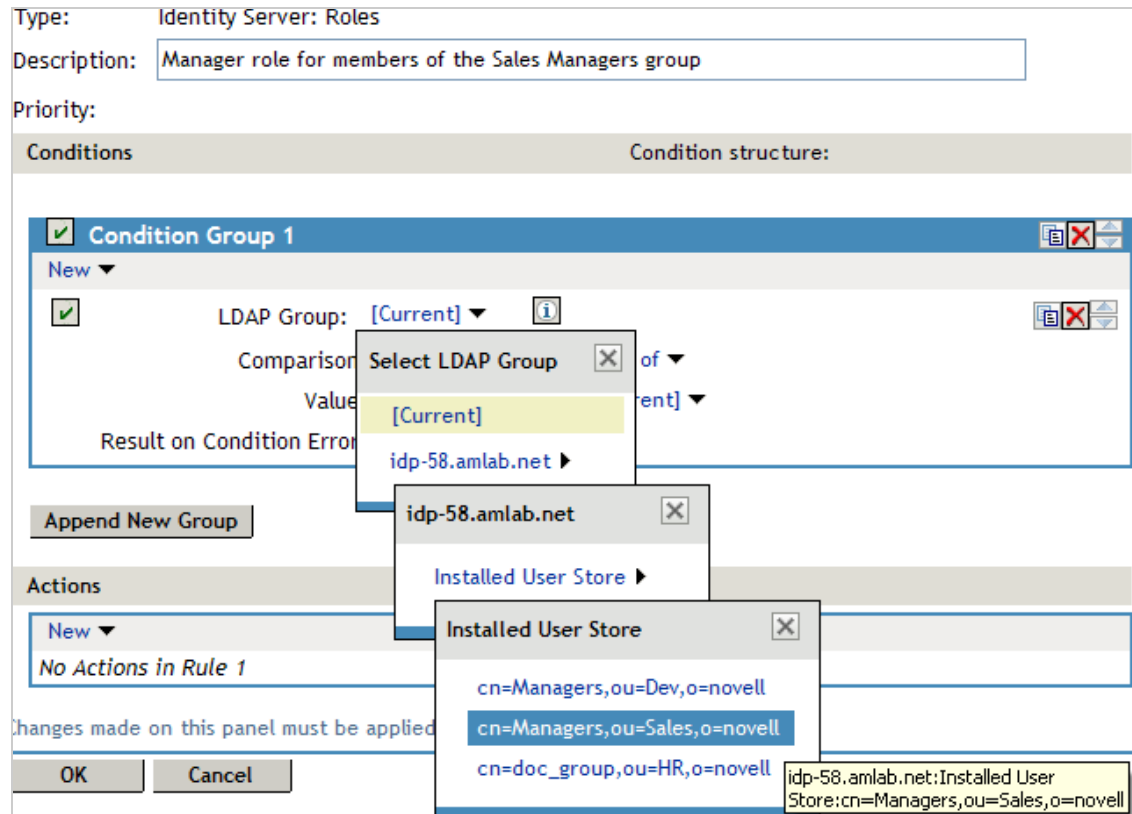 Type: Identity Server: Roles
Description: Manager role for members of the Sales Managers group
Priority:
Conditions Condition structure:
Condition Group 1
New
LDAP Group: [Current]
Select LDAP Group
Comparison of
[Current]
Value rent]
Result on Condition Error
idp-58.amlab.net
idp-58.amlab.net
Append New Group
Installed User Store
Actions
New
Installed User Store
No Actions in Rule 1
cn=Managers,ou=Dev,o=novell
Changes made on this panel must be applied
cn=Managers,ou=Sales,o=novell
cn=doc_group,ou=HR,o=novell
OK Cancel
idp-58.amlab.net:Installed User
Store:cn=Managers,ou=Sales,o=novell